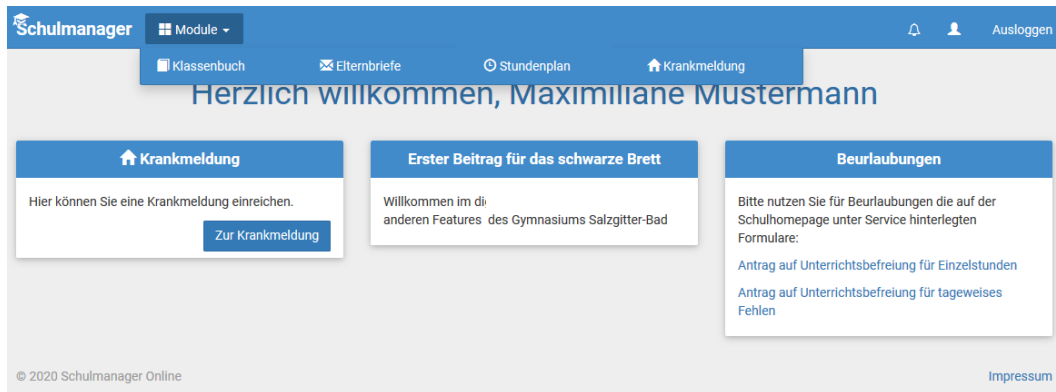 Schulmanager Module Ausloggen
Klassenbuch Elternbriefe Stundenplan Krankmeldung
Herzlich willkommen, Maximiliane Mustermann
Krankmeldung
Hier können Sie eine Krankmeldung einreichen.
Zur Krankmeldung
Erster Beitrag für das schwarze Brett
Willkommen im
anderen Features des Gymnasiums Salzgitter-Bad
Beurlaubungen
Bitte nutzen Sie für Beurlaubungen die auf der
Schulhomepage unter Service hinterlegten
Formulare:
Antrag auf Unterrichtsbefreiung für Einzelstunden
Antrag auf Unterrichtsbefreiung für tageweises
Fehlen
© 2020 Schulmanager Online
Impressum